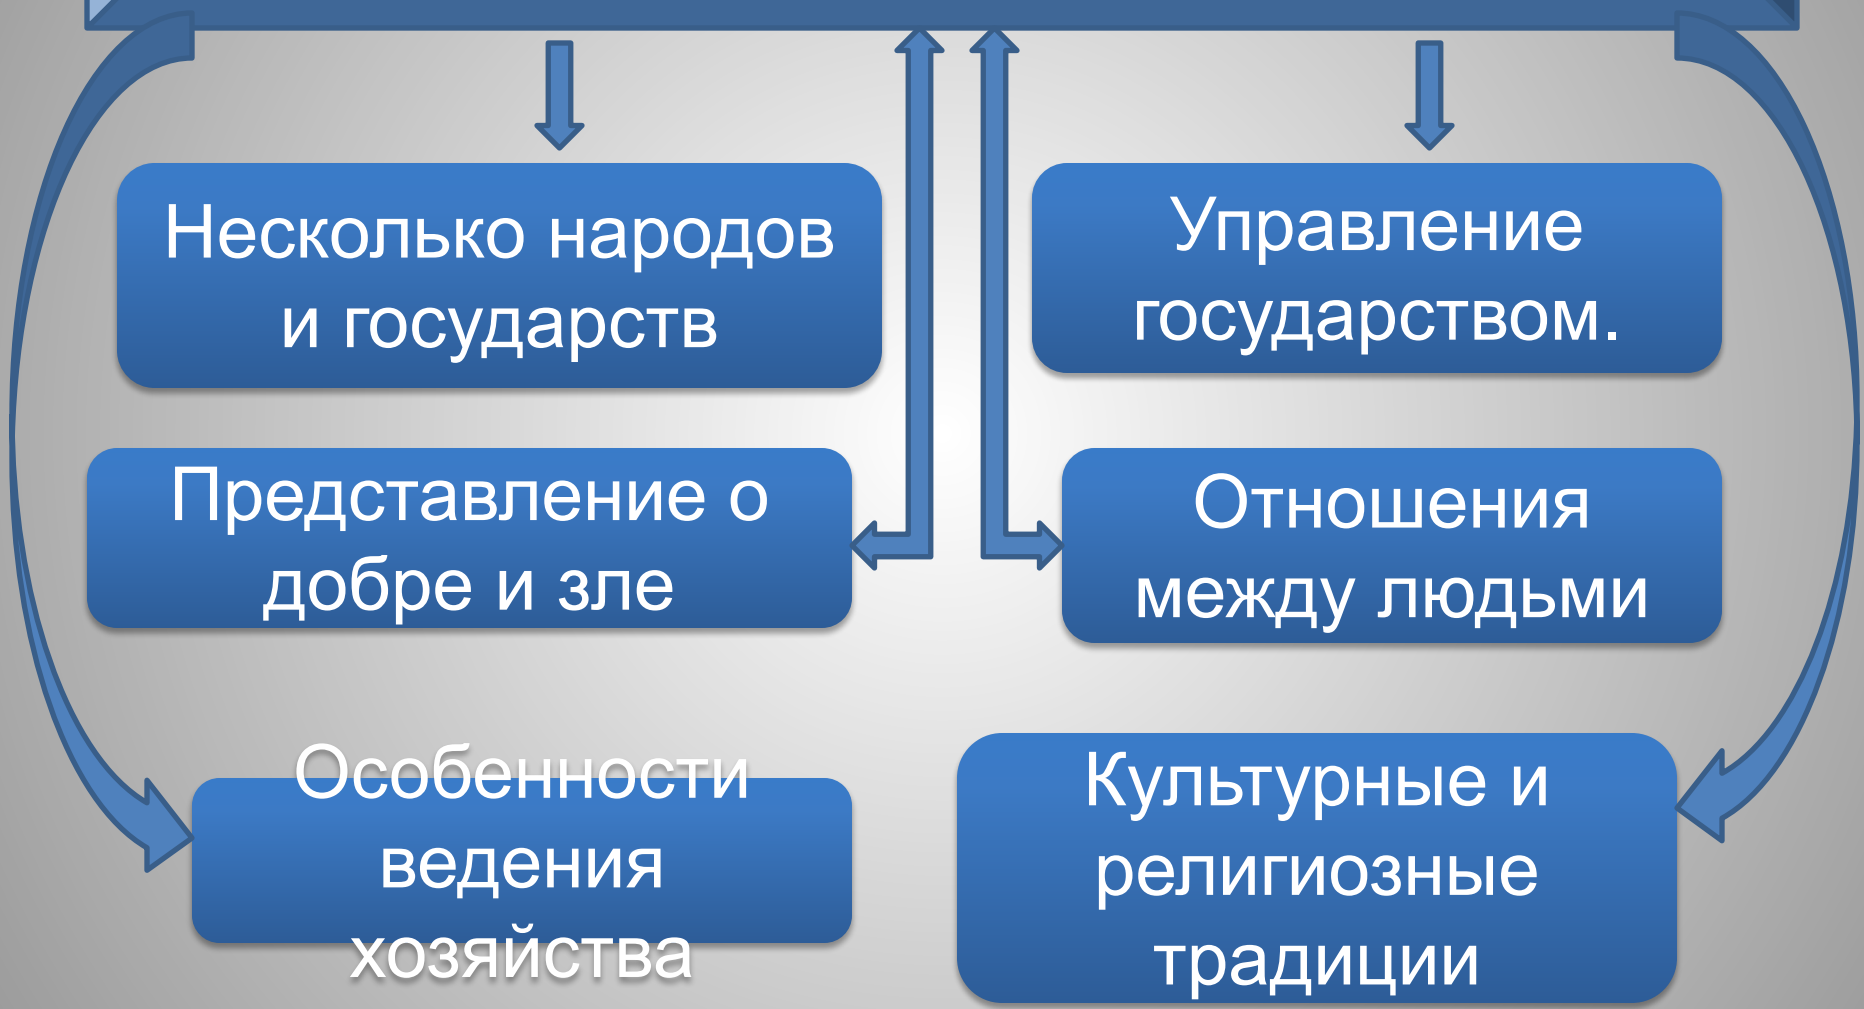 Несколько народов
и государств
Управление
государством.
Представление о
добре и зле
Отношения
между людьми
Особенности
ведения
хозяйства
Культурные и
религиозные
традиции